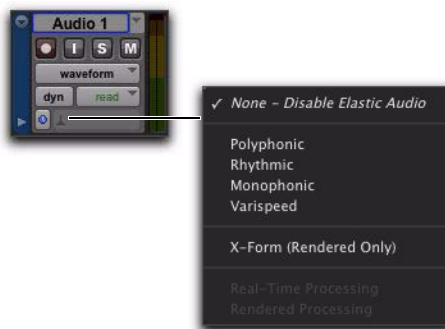 Audio 1
I S M
waveform
dyn read
✓ None – Disable Elastic Audio
Polyphonic
Rhythmic
Monophonic
Varispeed
X-Form (Rendered Only)
Real-Time Processing
Rendered Processing